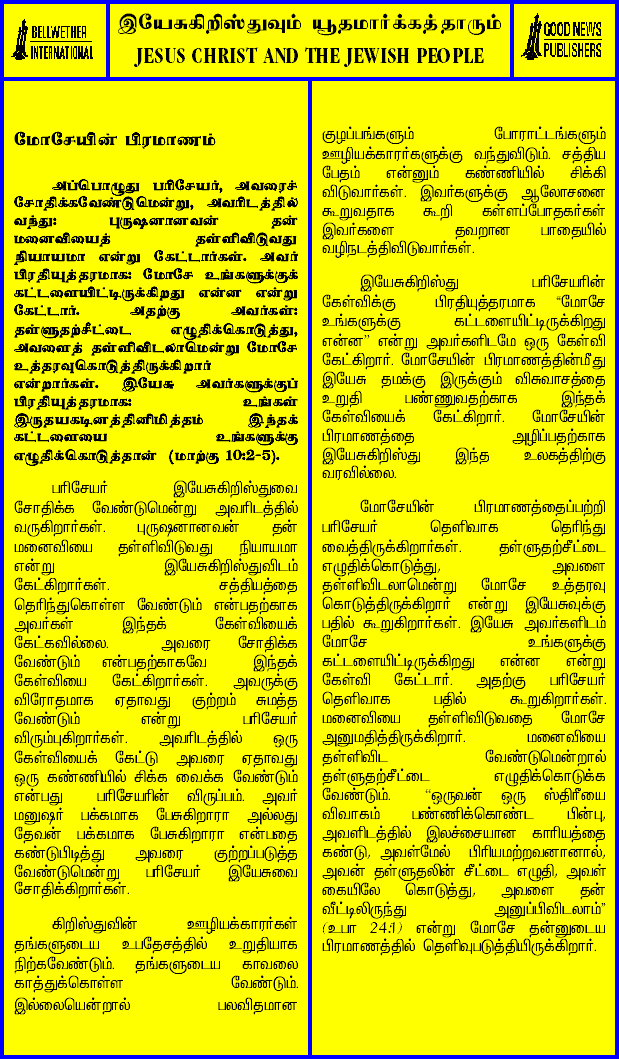 BELLWETHER
INTERNATIONAL
இயேசுகிறிஸ்துவும் யூதமார்க்கத்தாரும்
JESUS CHRIST AND THE JEWISH PEOPLE
GOOD NEWS
PUBLISHERS
மோசேயின் பிரமாணம்
அப்பொழுது பரிசேயர், அவரைச்
சோதிக்கவேண்டுமென்று, அவரிடத்தில்
வந்து: புருஷனானவன் தன்
மனைவியைத் தள்ளிவிடுவது
நியாயமா என்று கேட்டார்கள். அவர்
பிரதியுத்தரமாக: மோசே உங்களுக்குக்
கட்டளையிட்டிருக்கிறது என்ன என்று
கேட்டார். அதற்கு அவர்கள்:
தள்ளுதற்சீட்டை எழுதிக்கொடுத்து,
அவளைத் தள்ளிவிடலாமென்று மோசே
உத்தரவுகொடுத்திருக்கிறார்
என்றார்கள். இயேசு அவர்களுக்குப்
பிரதியுத்தரமாக: உங்கள்
இருதயகடினத்தினிமித்தம் இந்தக்
கட்டளையை உங்களுக்கு
எழுதிக்கொடுத்தான் (மாற்கு 10:2-5).
பரிசேயர் இயேசுகிறிஸ்துவை
சோதிக்க வேண்டுமென்று அவரிடத்தில்
வருகிறார்கள். புருஷனானவன் தன்
மனைவியை தள்ளிவிடுவது நியாயமா
என்று இயேசுகிறிஸ்துவிடம்
கேட்கிறார்கள். சத்தியத்தை
தெரிந்துகொள்ள வேண்டும் என்பதற்காக
அவர்கள் இந்தக் கேள்வியைக்
கேட்கவில்லை. அவரை சோதிக்க
வேண்டும் என்பதற்காகவே இந்தக்
கேள்வியை கேட்கிறார்கள். அவருக்கு
விரோதமாக ஏதாவது குற்றம் சுமத்த
வேண்டும் என்று பரிசேயர்
விரும்புகிறார்கள். அவரிடத்தில் ஒரு
கேள்வியைக் கேட்டு அவரை ஏதாவது
ஒரு கண்ணியில் சிக்க வைக்க வேண்டும்
என்பது பரிசேயரின் விருப்பம். அவர்
மனுஷர் பக்கமாக பேசுகிறாரா அல்லது
தேவன் பக்கமாக பேசுகிறாரா என்பதை
கண்டுபிடித்து அவரை குற்றப்படுத்த
வேண்டுமென்று பரிசேயர் இயேசுவை
சோதிக்கிறார்கள்.
கிறிஸ்துவின் ஊழியக்காரர்கள்
தங்களுடைய உபதேசத்தில் உறுதியாக
நிற்கவேண்டும். தங்களுடைய காவலை
காத்துக்கொள்ள வேண்டும்.
இல்லையென்றால் பலவிதமான
குழப்பங்களும் போராட்டங்களும்
ஊழியக்காரர்களுக்கு வந்துவிடும். சத்திய
பேதம் என்னும் கண்ணியில் சிக்கி
விடுவார்கள். இவர்களுக்கு ஆலோசனை
கூறுவதாக கூறி கள்ளப்போதகர்கள்
இவர்களை தவறான பாதையில்
வழிநடத்திவிடுவார்கள்.
இயேசுகிறிஸ்து பரிசேயரின்
கேள்விக்கு பிரதியுத்தரமாக “மோசே
உங்களுக்கு கட்டளையிட்டிருக்கிறது
என்ன” என்று அவர்களிடமே ஒரு கேள்வி
கேட்கிறார். மோசேயின் பிரமாணத்தின்மீது
இயேசு தமக்கு இருக்கும் விசுவாசத்தை
உறுதி பண்ணுவதற்காக இந்தக்
கேள்வியைக் கேட்கிறார். மோசேயின்
பிரமாணத்தை அழிப்பதற்காக
இயேசுகிறிஸ்து இந்த உலகத்திற்கு
வரவில்லை.
மோசேயின் பிரமாணத்தைப்பற்றி
பரிசேயர் தெளிவாக தெரிந்து
வைத்திருக்கிறார்கள். தள்ளுதற்சீட்டை
எழுதிக்கொடுத்து, அவளை
தள்ளிவிடலாமென்று மோசே உத்தரவு
கொடுத்திருக்கிறார் என்று இயேசுவுக்கு
பதில் கூறுகிறார்கள். இயேசு அவர்களிடம்
மோசே உங்களுக்கு
கட்டளையிட்டிருக்கிறது என்ன என்று
கேள்வி கேட்டார். அதற்கு பரிசேயர்
தெளிவாக பதில் கூறுகிறார்கள்.
மனைவியை தள்ளிவிடுவதை மோசே
அனுமதித்திருக்கிறார். மனைவியை
தள்ளிவிட வேண்டுமென்றால்
தள்ளுதற்சீட்டை எழுதிக்கொடுக்க
வேண்டும். “ஒருவன் ஒரு ஸ்திரீயை
விவாகம் பண்ணிக்கொண்ட பின்பு,
அவளிடத்தில் இலச்சையான காரியத்தை
கண்டு, அவள்மேல் பிரியமற்றவனானால்,
அவன் தள்ளுதலின் சீட்டை எழுதி, அவள்
கையிலே கொடுத்து, அவளை தன்
வீட்டிலிருந்து அனுப்பிவிடலாம்”
(உபா 24:1) என்று மோசே தன்னுடைய
பிரமாணத்தில் தெளிவுபடுத்தியிருக்கிறார்.